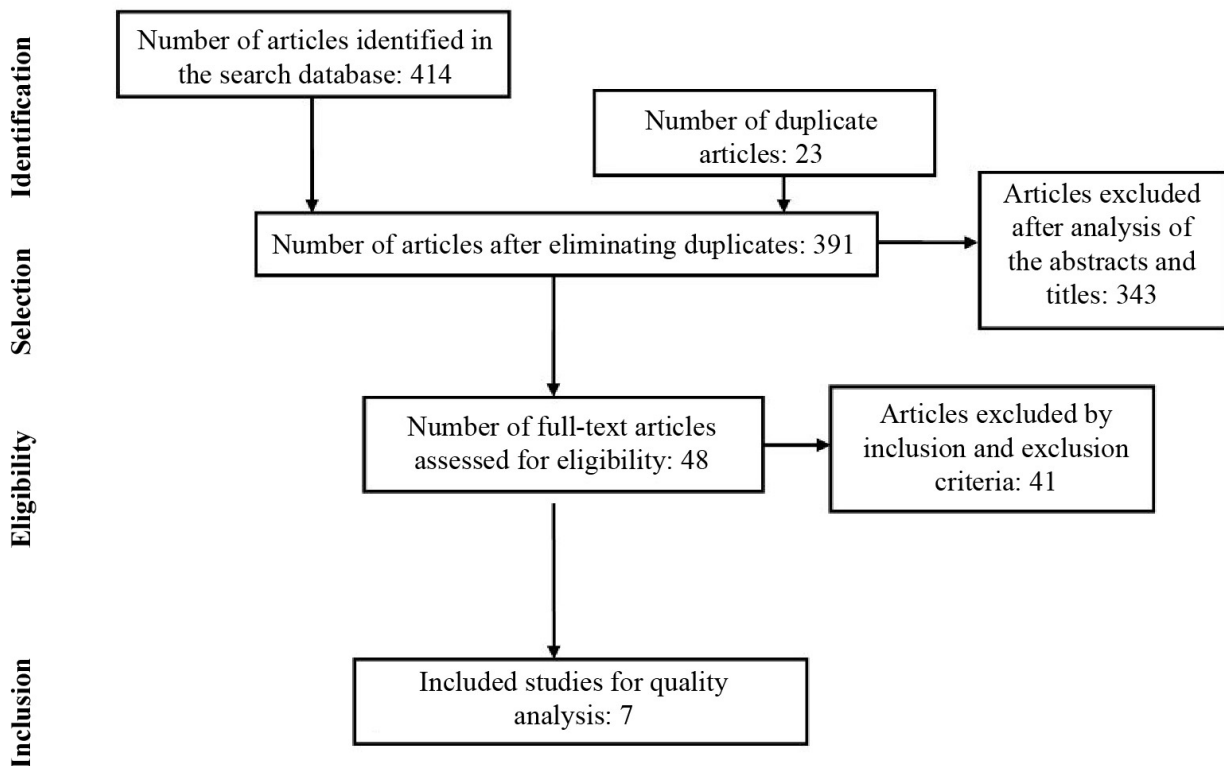 Identification
Number of articles identified in
the search database: 414
Number of duplicate
articles: 23
Selection
Number of articles after eliminating duplicates: 391
Articles excluded
after analysis of
the abstracts and
titles: 343
Eligibility
Number of full-text articles
assessed for eligibility: 48
Articles excluded by
inclusion and exclusion
criteria: 41
Inclusion
Included studies for quality
analysis: 7